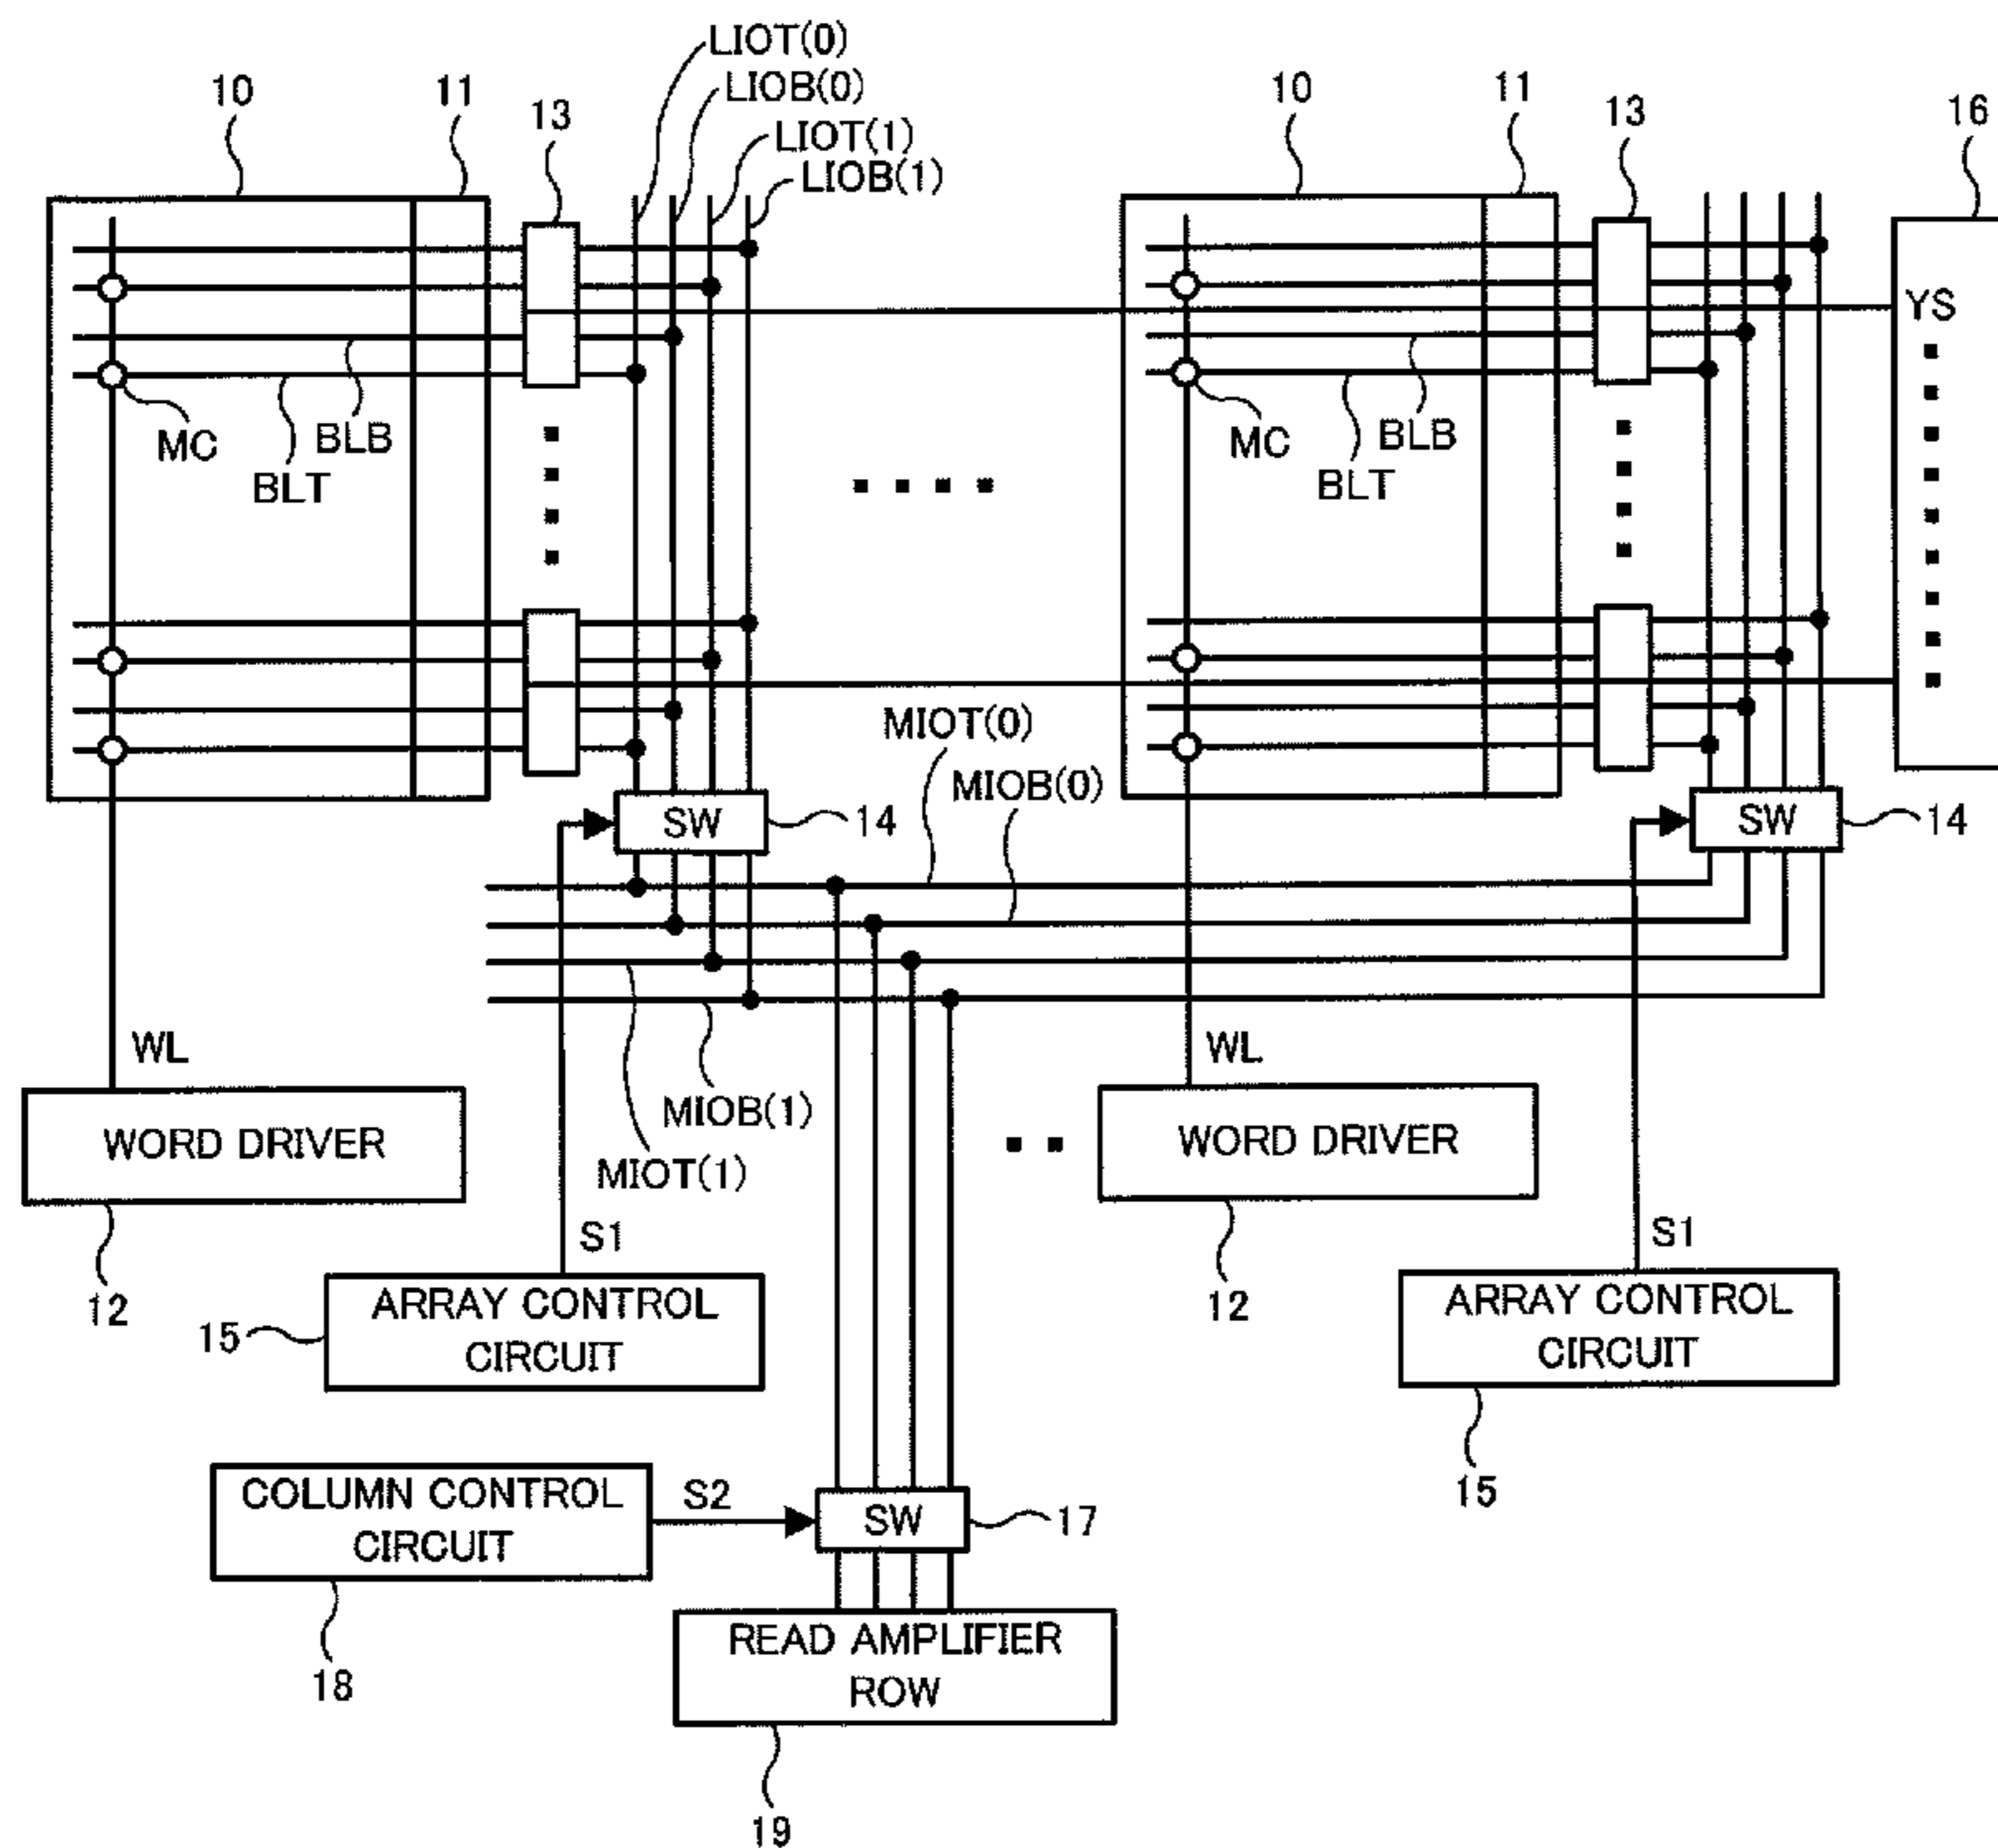 LIOT(0)
LIOB(0)
LIOT(1)
LIOB(1)
10
11
13
10
11
13
16
YS
MC
BLB
BLT
MC
BLB
BLT
MIOT(0)
MIOB(0)
SW
14
SW
14
WL
WL
MIOB(1)
MIOT(1)
WORD DRIVER
WORD DRIVER
12
12
S1
S1
ARRAY CONTROL
CIRCUIT
15
ARRAY CONTROL
CIRCUIT
15
COLUMN CONTROL
CIRCUIT
S2
SW
17
18
READ AMPLIFIER
ROW
19